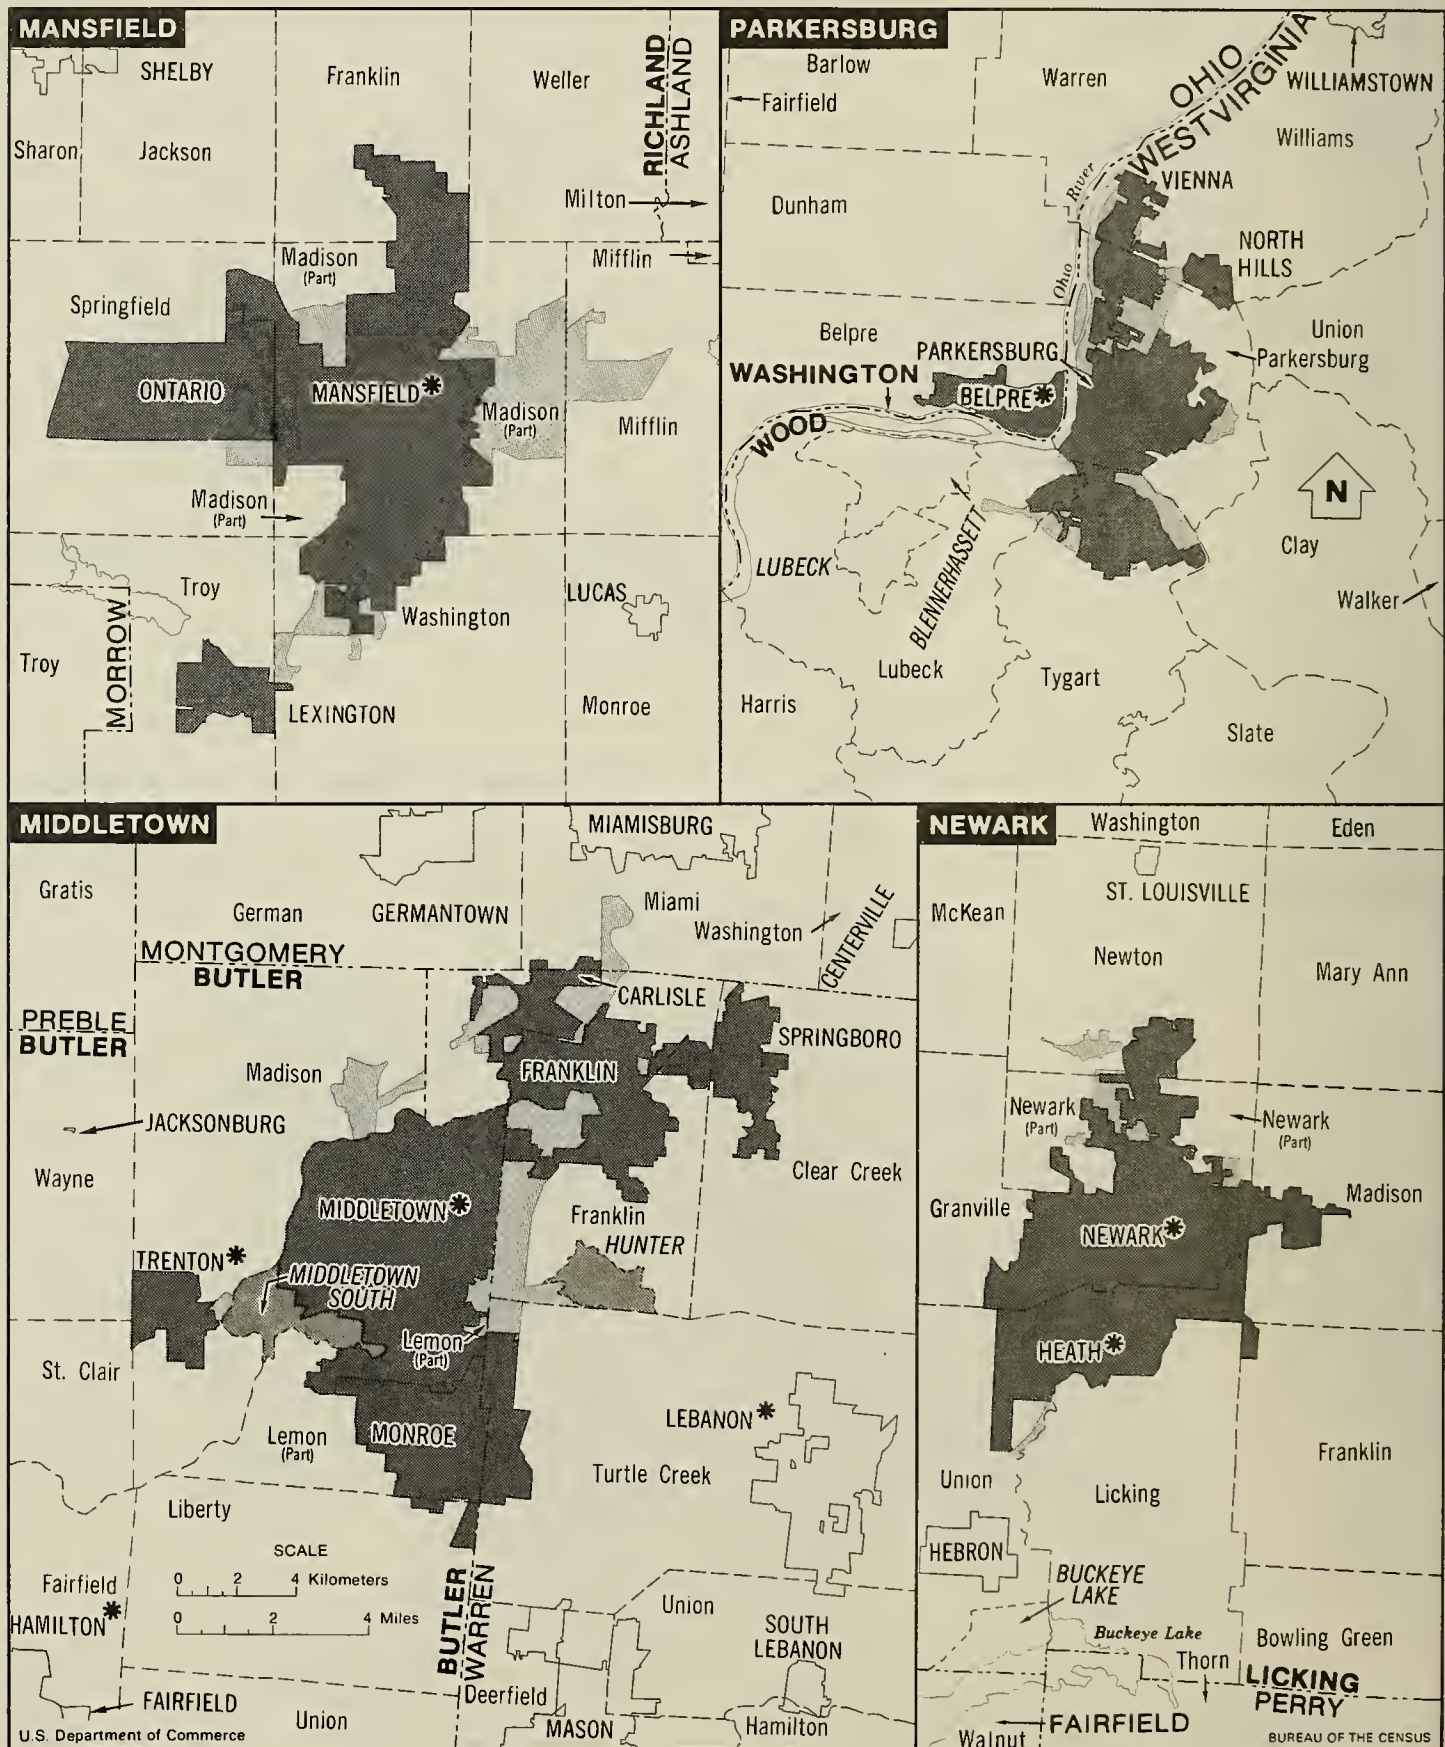 MANSFIELD
SHELBY
Franklin
Weller
RICHLAND
ASHLAND
Sharon
Jackson
Milton
Madison
(Part)
Mifflin
Springfield
ONTARIO
MANSFIELD*
Madison
(Part)
Mifflin
Madison
(Part)
Troy
LUCAS
Washington
MORROW
Troy
LEXINGTON
Monroe
PARKERSBURG
Barlow
Warren
OHIO
WEST VIRGINIA
WILLIAMSTOWN
Fairfield
Williams
River
VIENNA
Dunham
NORTH
HILLS
Ohio
Belpre
Union
PARKERSBURG
Parkersburg
WASHINGTON
BELPRE*
WOOD
N
BLENNERHASSETT
Clay
LUBECK
Walker
Lubeck
Tygart
Harris
Slate
MIDDLETOWN
MIAMISBURG
Gratis
German
GERMANTOWN
Miami
Washington
CENTERVILLE
MONTGOMERY
BUTLER
CARLISLE
PREBLE
BUTLER
SPRINGBORO
Madison
FRANKLIN
JACKSONBURG
Wayne
Clear Creek
MIDDLETOWN*
Franklin
HUNTER
TRENTON*
MIDDLETOWN
SOUTH
Lemon
(Part)
St. Clair
LEBANON*
Lemon
(Part)
MONROE
Turtle Creek
Liberty
SCALE
0 2 4 Kilometers
0 2 4 Miles
Fairfield
HAMILTON*
BUTLER
WARREN
Union
SOUTH
LEBANON
FAIRFIELD
Deerfield
Union
MASON
Hamilton
U.S. Department of Commerce
NEWARK
Washington
Eden
ST. LOUISVILLE
McKean
Newton
Mary Ann
Newark
(Part)
Newark
(Part)
Granville
Madison
NEWARK*
HEATH*
Franklin
Union
Licking
HEBRON
BUCKEYE
LAKE
Buckeye Lake
Bowling Green
Thorn
LICKING
PERRY
FAIRFIELD
Walnut
BUREAU OF THE CENSUS